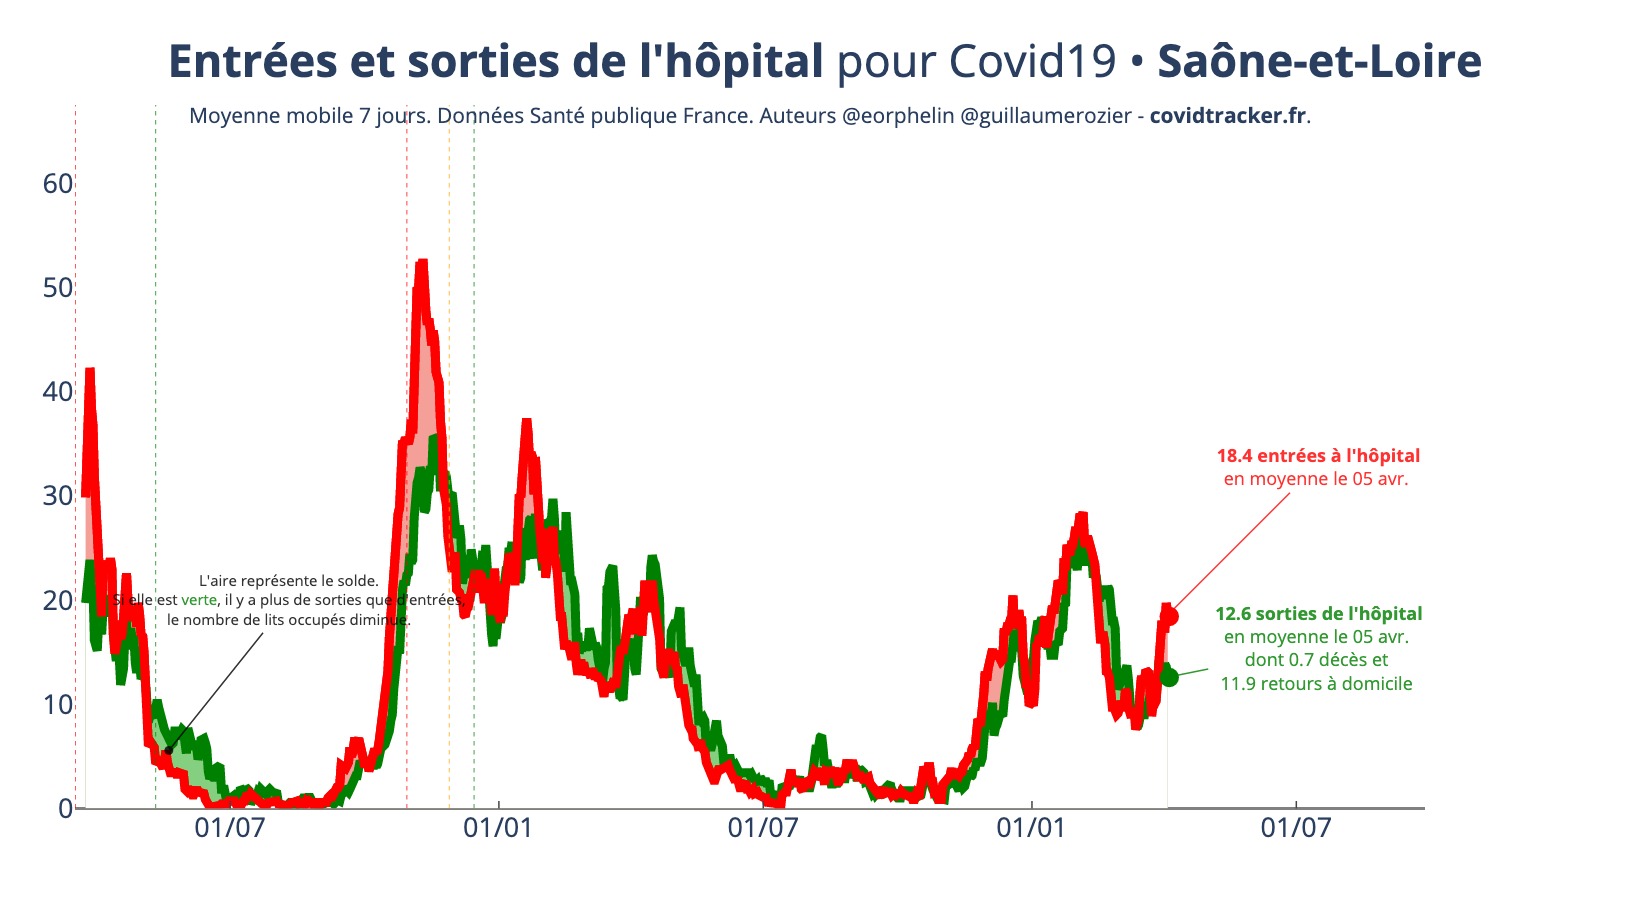 Entrées et sorties de l'hôpital pour Covid19 • Saône-et-Loire
Moyenne mobile 7 jours. Données Santé publique France. Auteurs @eorphelin @guillaumerozier - covidtracker.fr.
60
50
40
30
20
10
0
18.4 entrées à l'hôpital
en moyenne le 05 avr.
L'aire représente le solde.
Si elle est verte, il y a plus de sorties que d'entrées,
le nombre de lits occupés diminue.
12.6 sorties de l'hôpital
en moyenne le 05 avr.
dont 0.7 décès et
11.9 retours à domicile
01/07
01/01
01/07
01/01
01/07